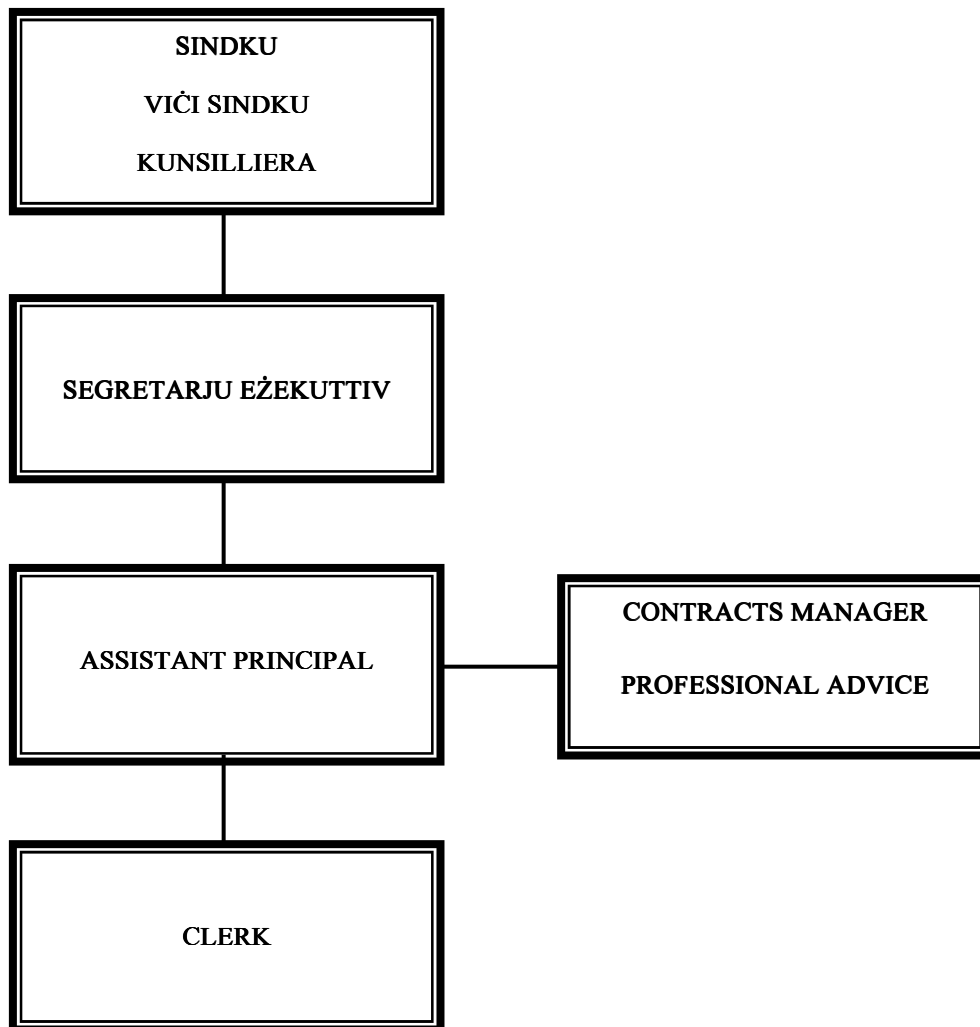 SINDKU
VIĊI SINDKU
KUNSILLIERA
SEGRETARJU EŻEKUTTIV
ASSISTANT PRINCIPAL
CONTRACTS MANAGER
PROFESSIONAL ADVICE
CLERK